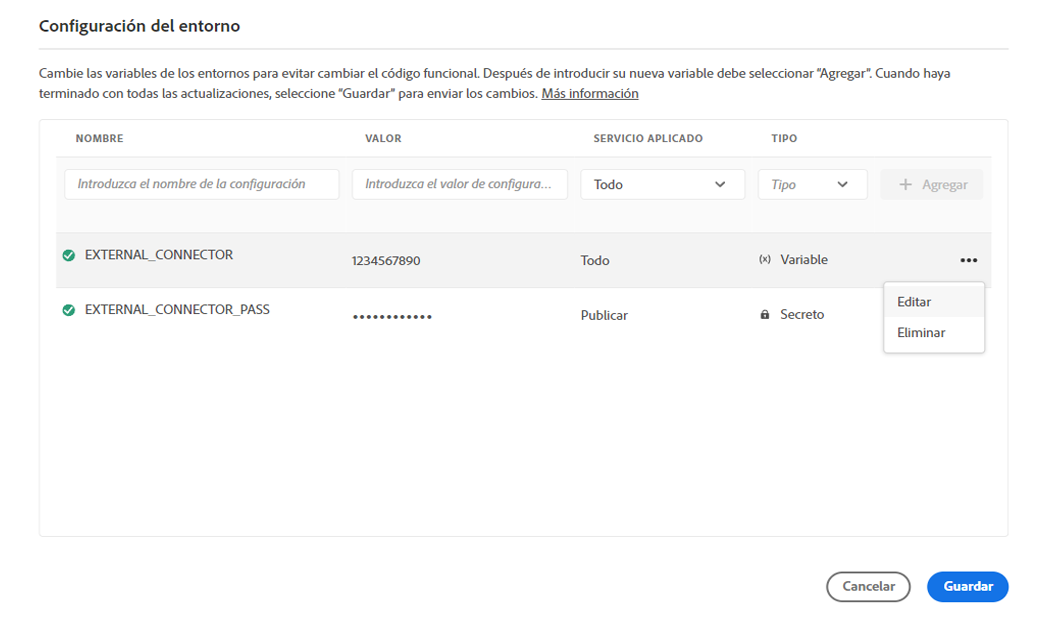 Configuración del entorno
Cambie las variables de los entornos para evitar cambiar el código funcional. Después de introducir su nueva variable debe seleccionar "Agregar". Cuando haya
terminado con todas las actualizaciones, seleccione "Guardar" para enviar los cambios. Más información
NOMBRE VALOR SERVICIO APLICADO TIPO
Introduzca el nombre de la configuración Introduzca el valor de configura... Todo Tipo + Agregar
EXTERNAL_CONNECTOR 1234567890 Todo (x) Variable •••
EXTERNAL_CONNECTOR_PASS •••••••••••• Publicar Secreto
Editar
Eliminar
Cancelar Guardar